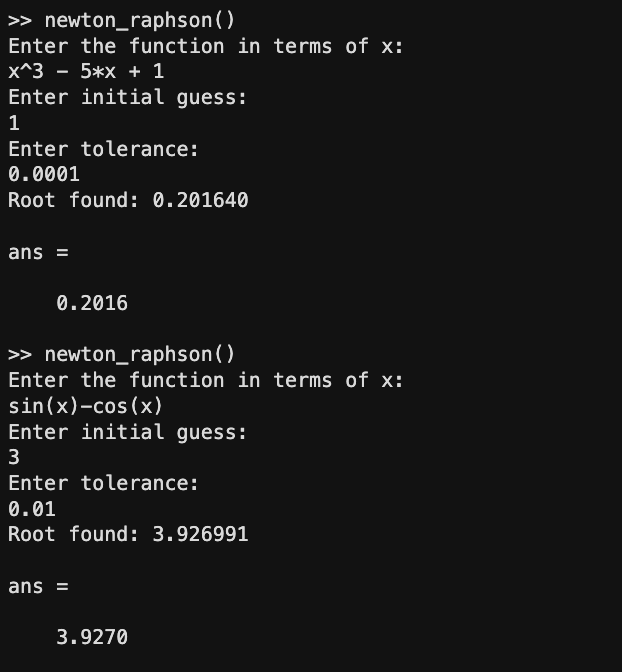 >> newton_raphson()
Enter the function in terms of x:
x^3 - 5*x + 1
Enter initial guess:
1
Enter tolerance:
0.0001
Root found: 0.201640
ans =
0.2016
>> newton_raphson()
Enter the function in terms of x:
sin(x)-cos(x)
Enter initial guess:
3
Enter tolerance:
0.01
Root found: 3.926991
ans =
3.9270